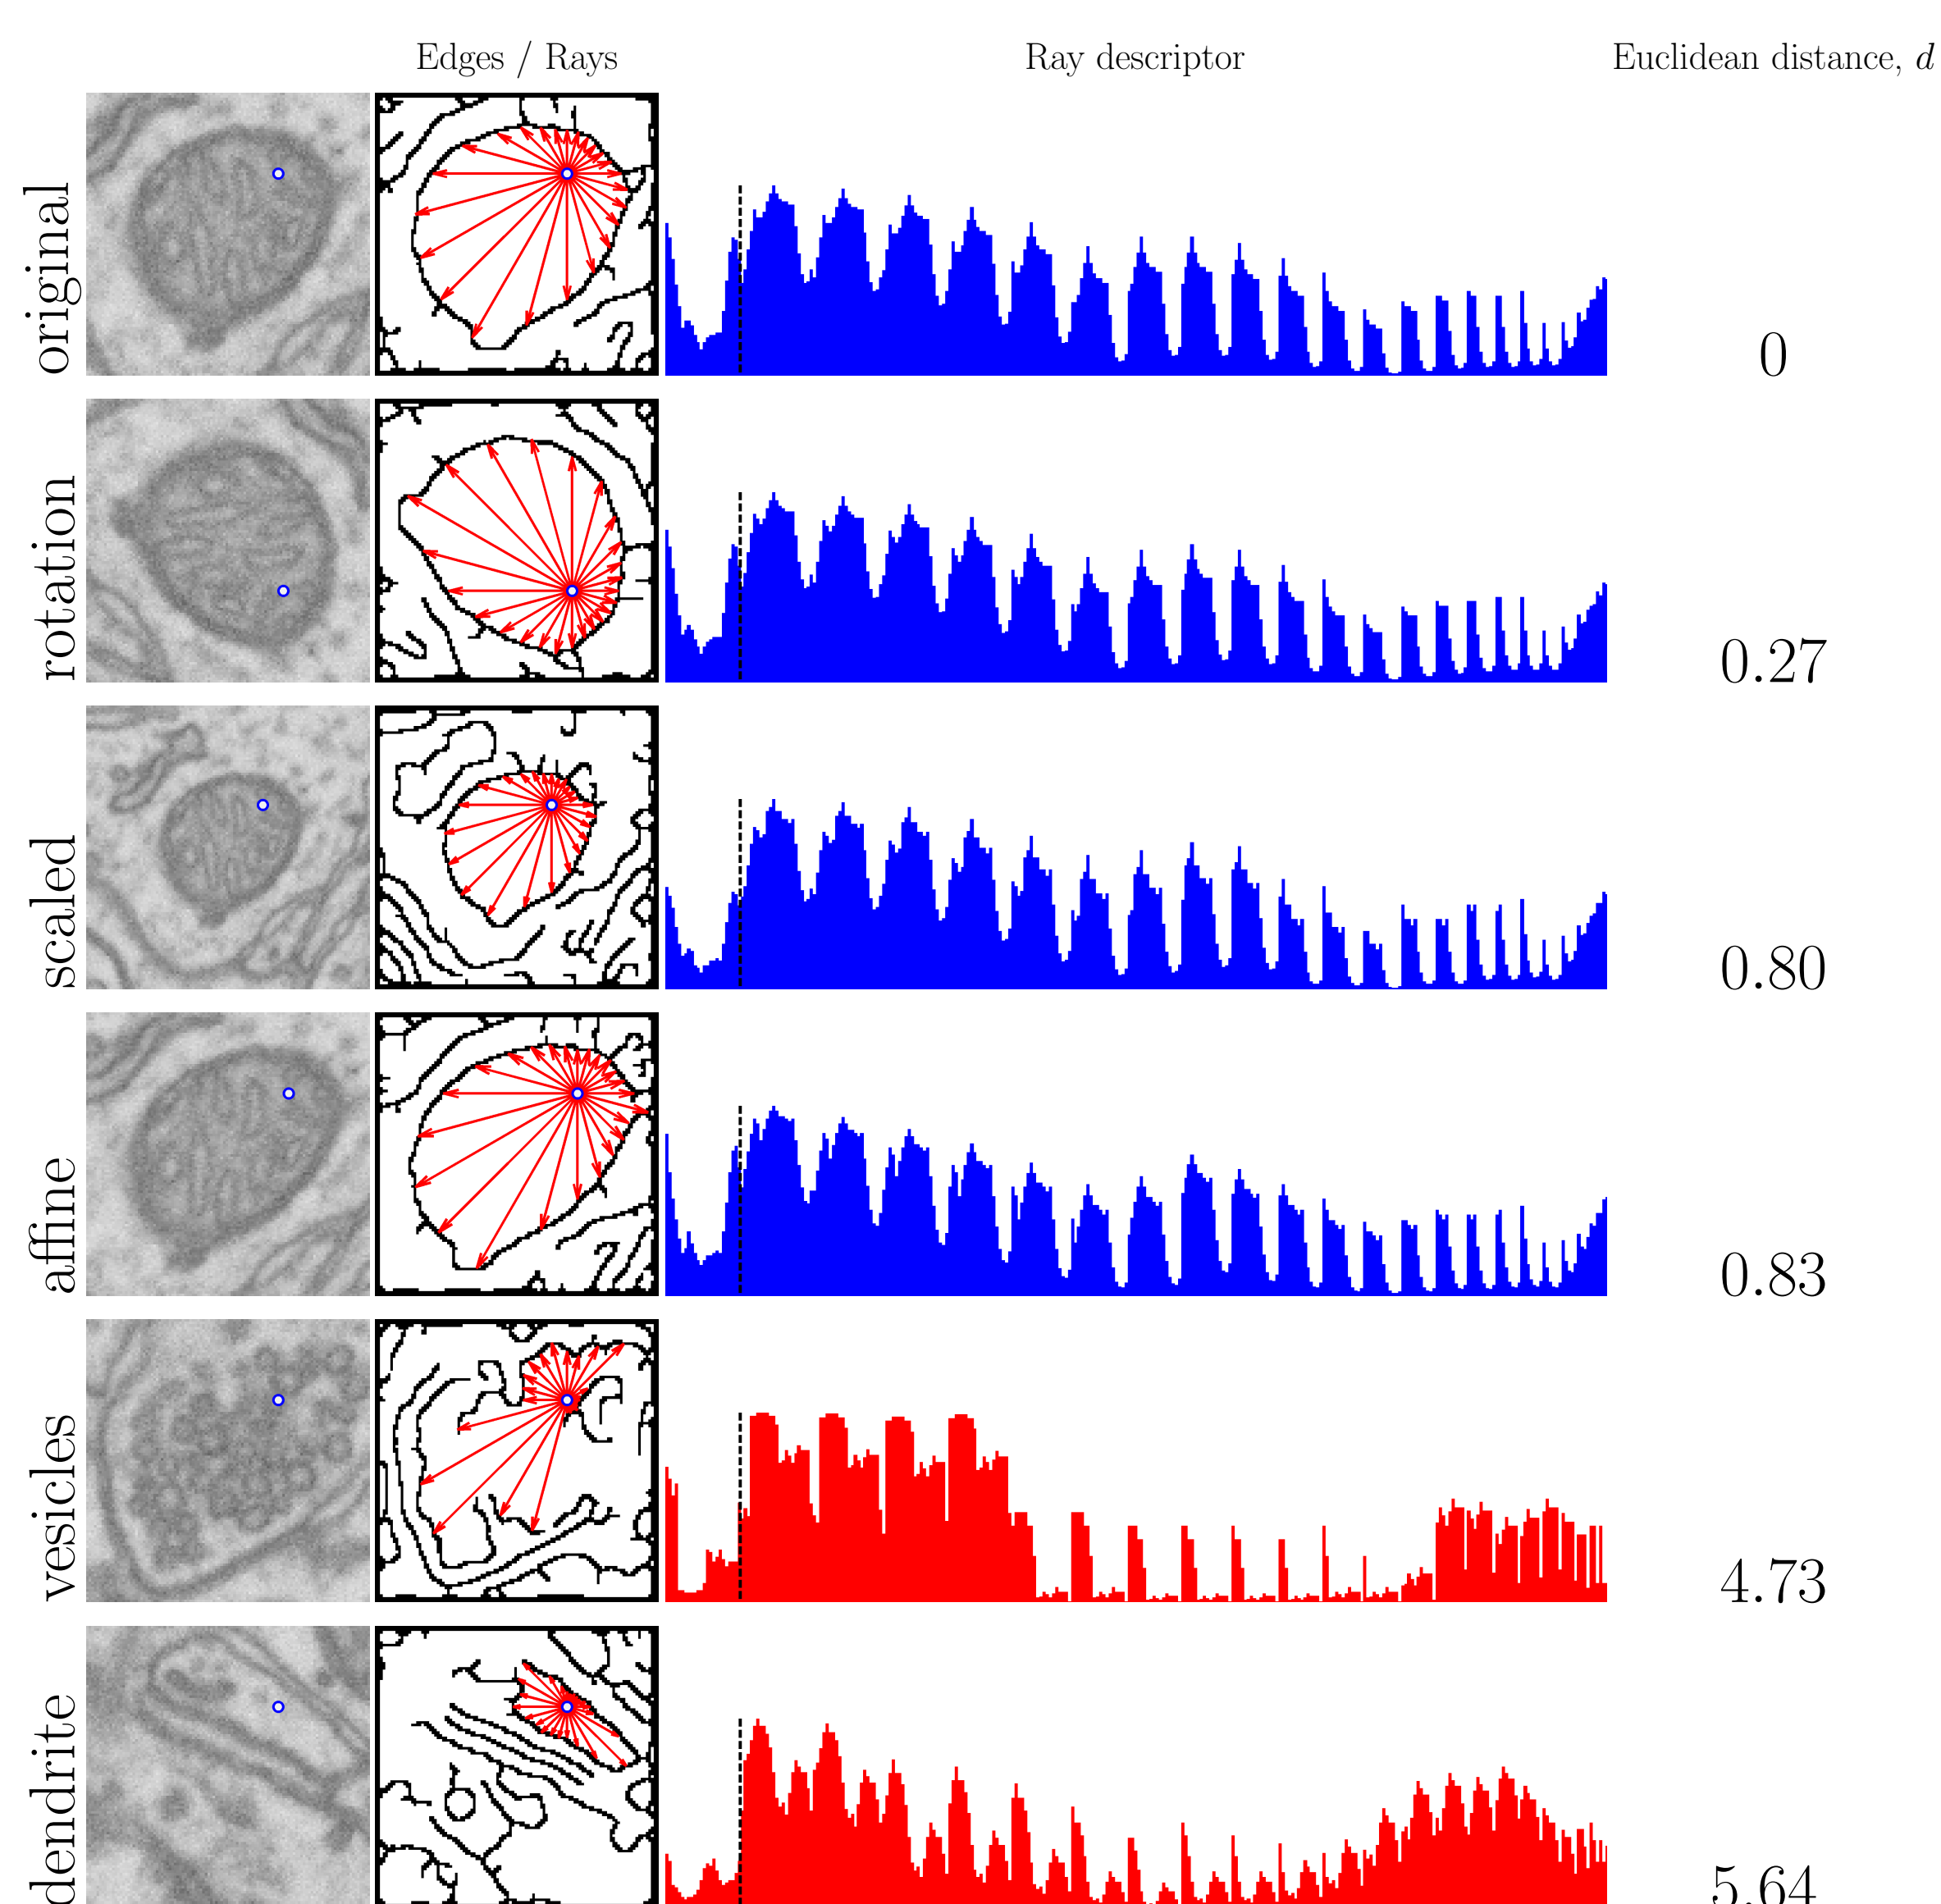 Edges / Rays Ray descriptor Euclidean distance, d
original 0
rotation 0.27
scaled 0.80
affine 0.83
vesicles 4.73
dendrite 5.64